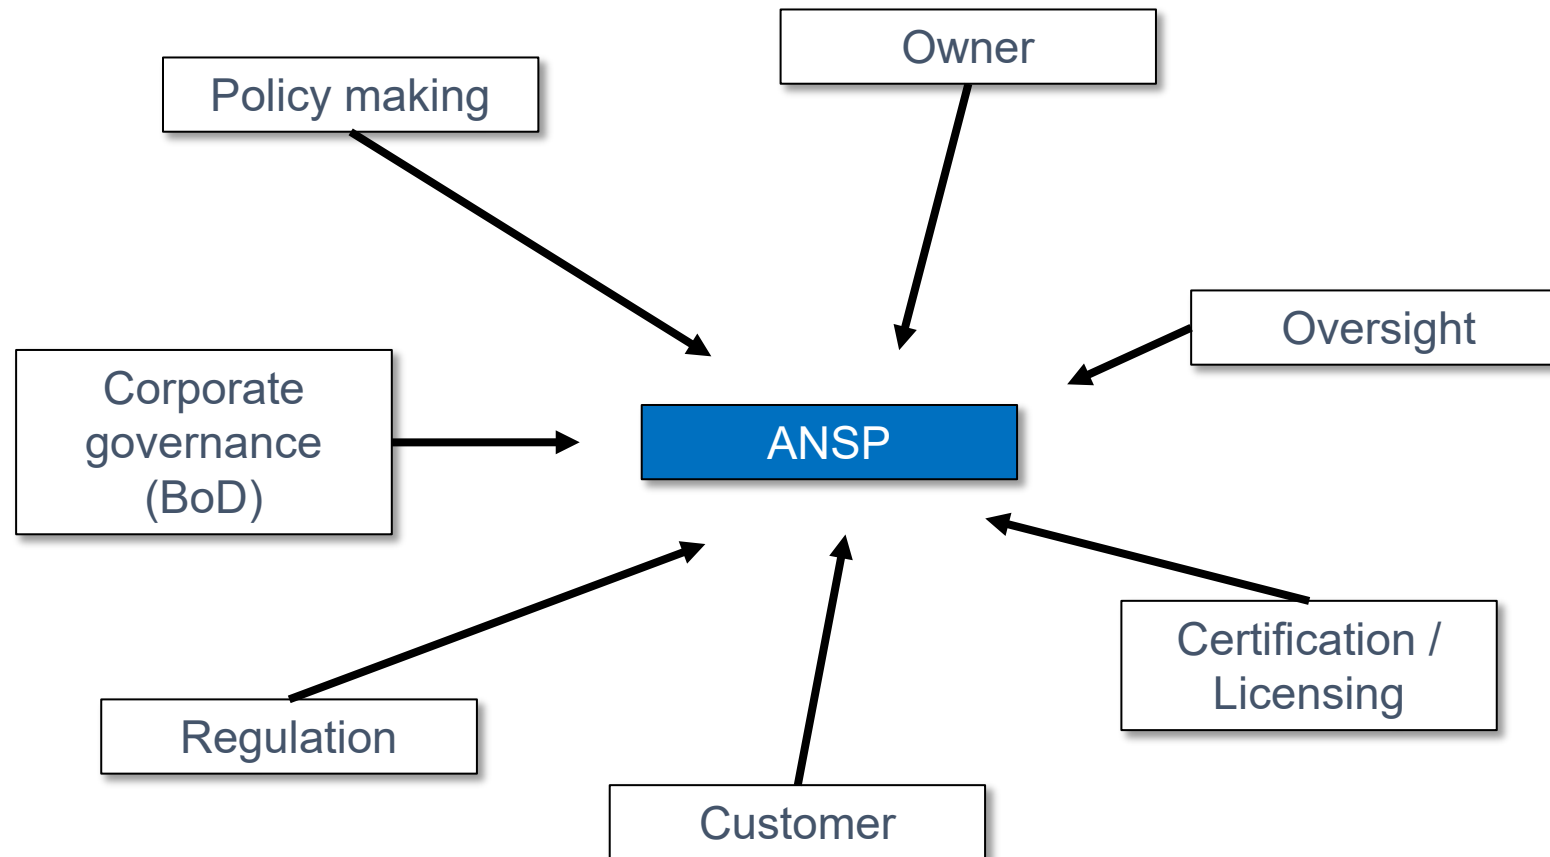 Owner
Policy making
Oversight
Corporate
governance
(BoD)
ANSP
Certification /
Licensing
Regulation
Customer